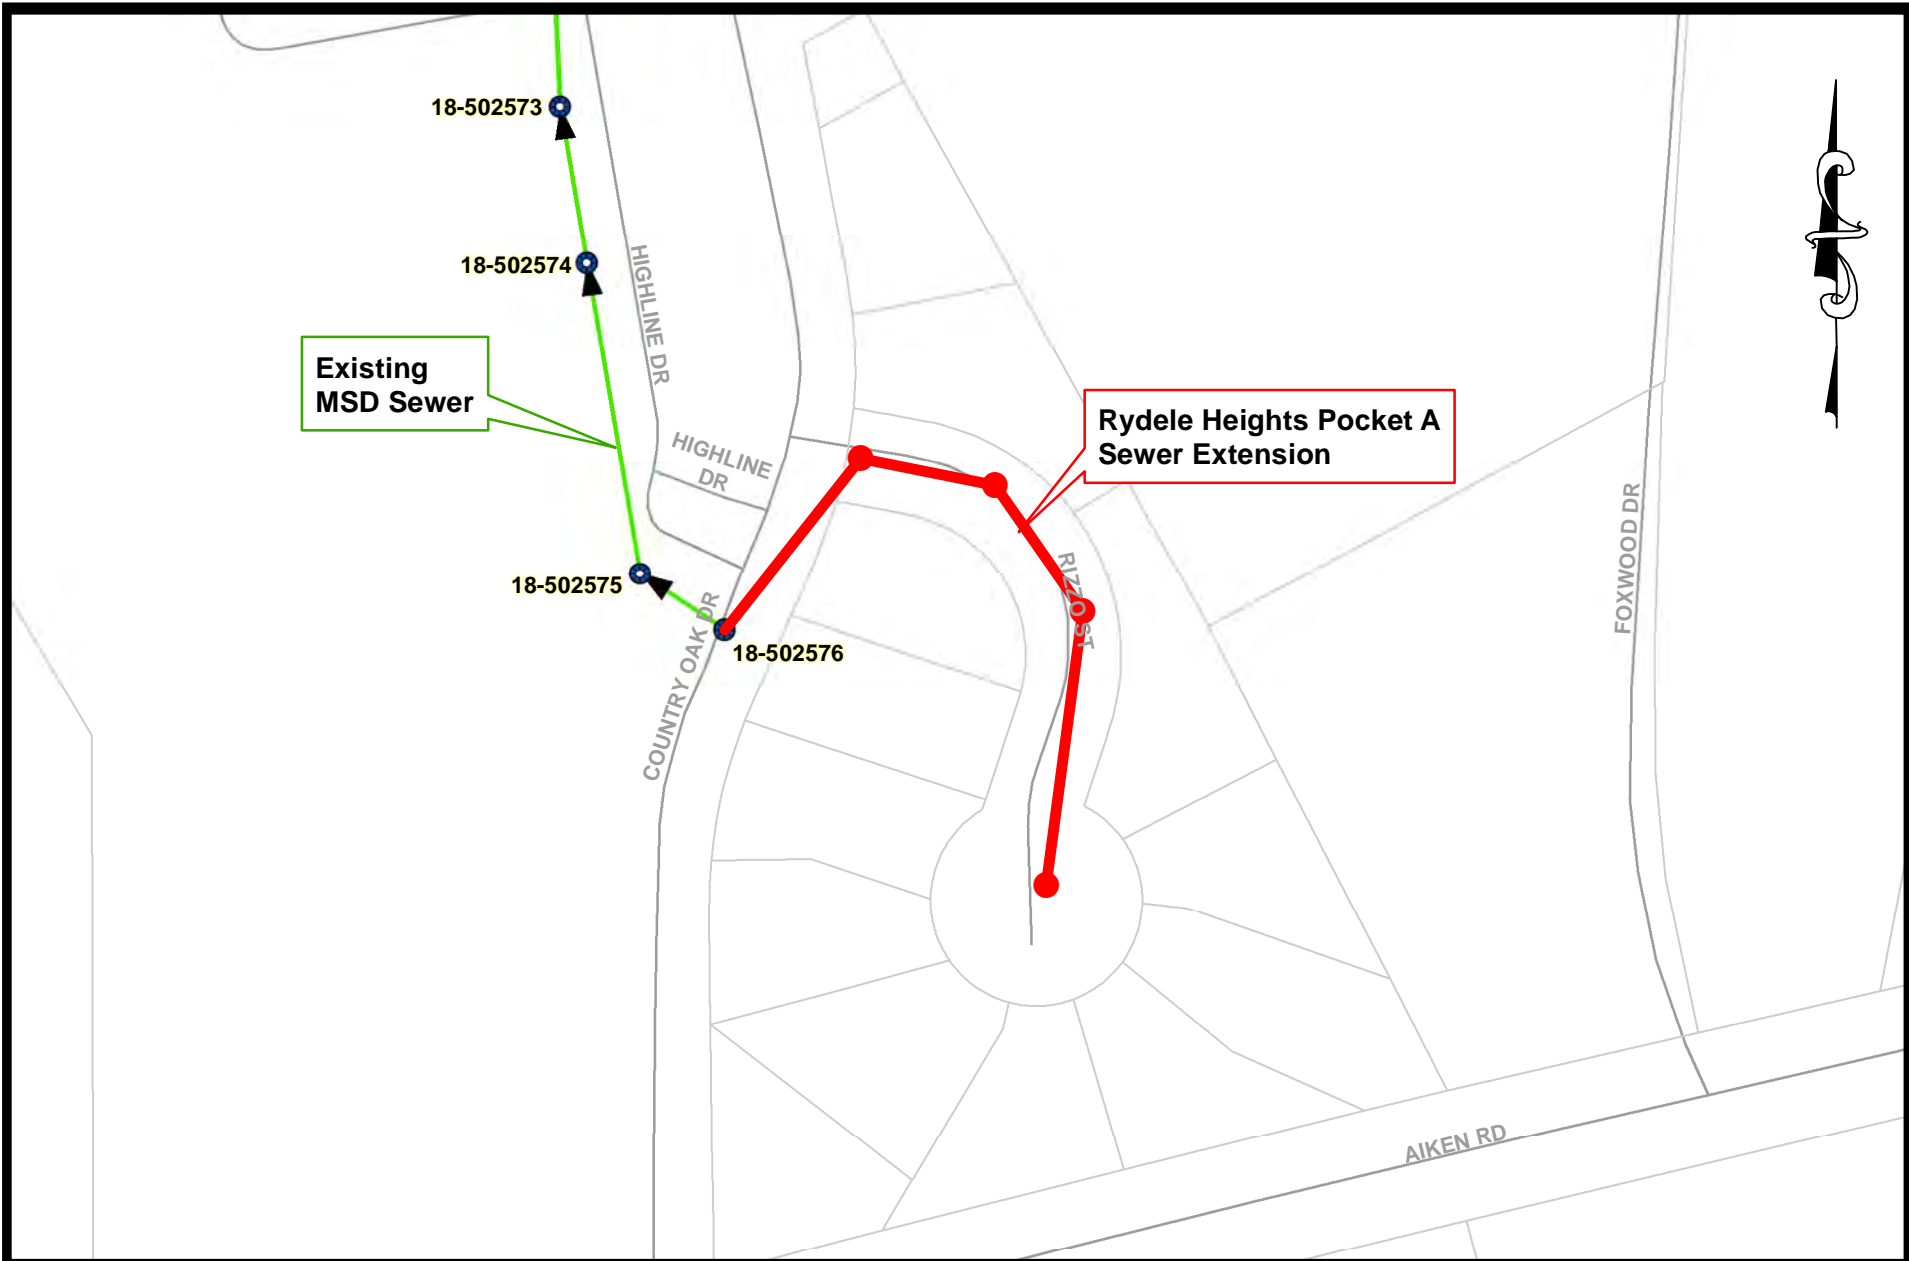 18-502573
18-502574
HIGHLINE DR
Existing
MSD Sewer
HIGHLINE
DR
Rydele Heights Pocket A
Sewer Extension
18-502575
18-502576
COUNTRY OAK DR
RIZZO ST
FOXWOOD DR
AIKEN RD